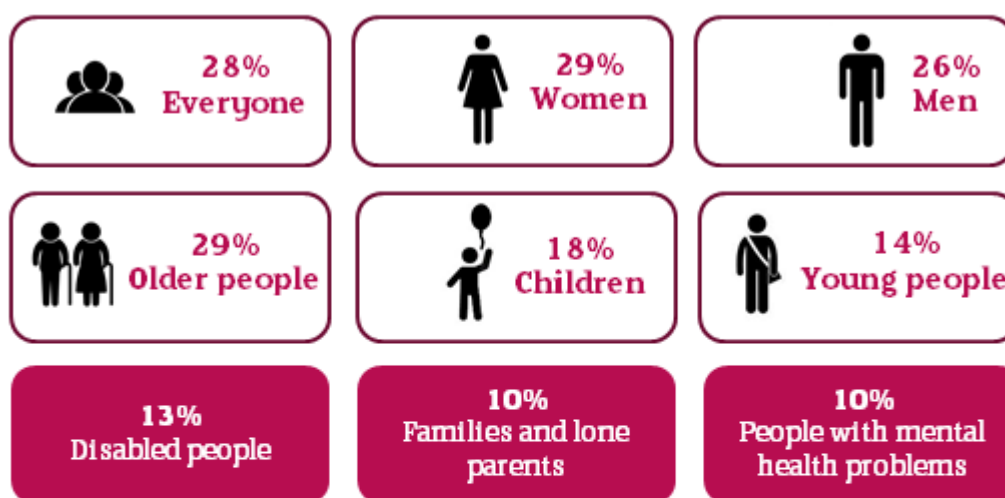 28%
Everyone
29%
Women
26%
Men
29%
Older people
18%
Children
14%
Young people
13%
Disabled people
10%
Families and lone
parents
10%
People with mental
health problems